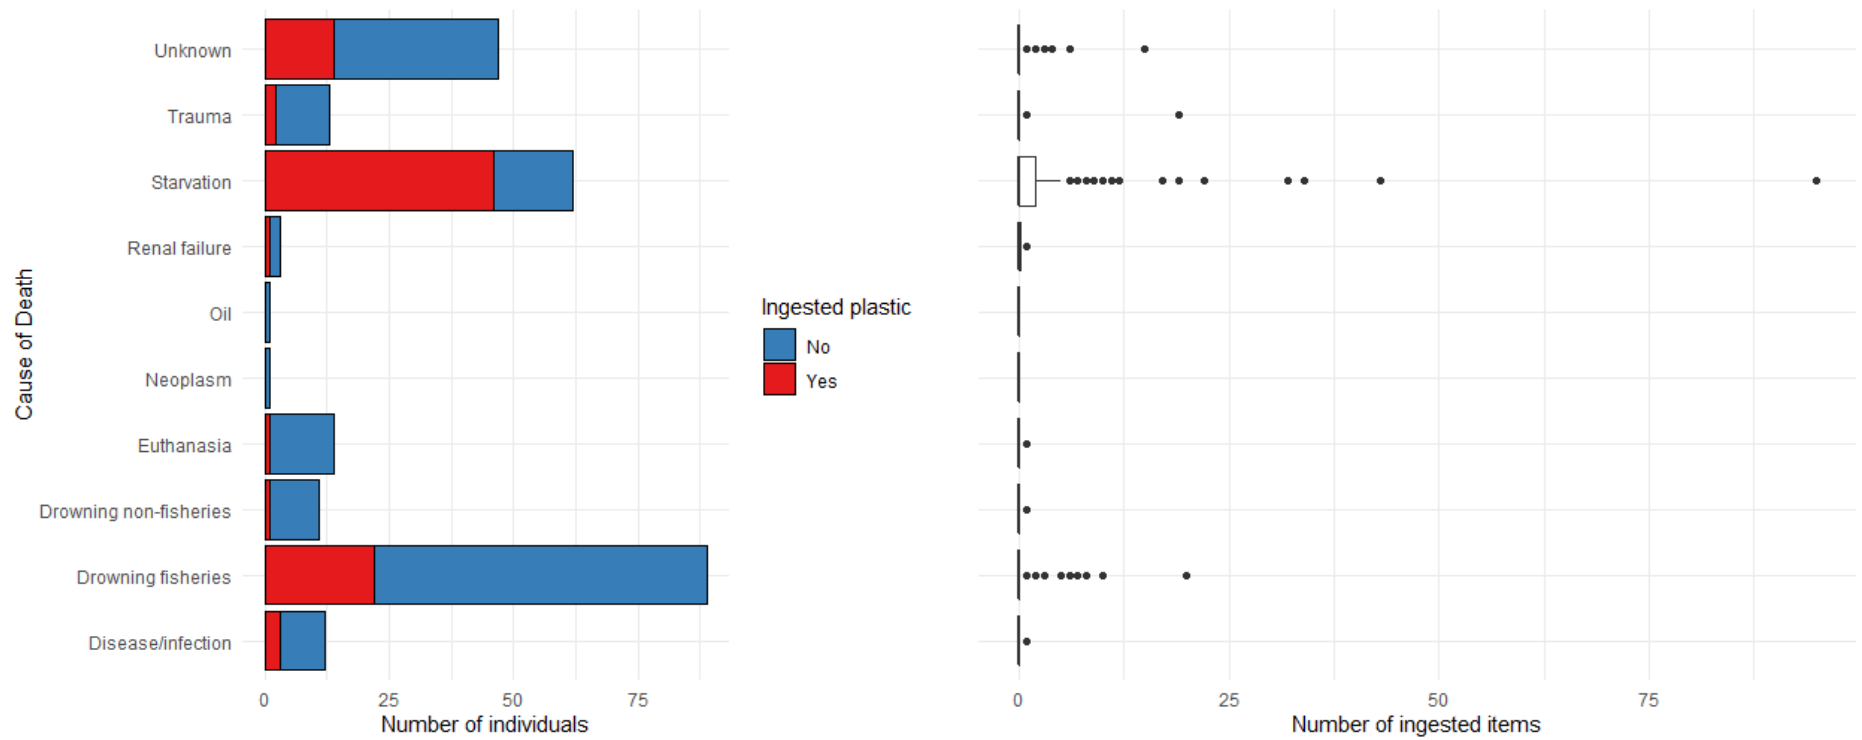 Cause of Death
Unknown
Trauma
Starvation
Renal failure
Oil
Neoplasm
Euthanasia
Drowning non-fisheries
Drowning fisheries
Disease/infection
0 25 50 75
Number of individuals
Ingested plastic
No
Yes
0 25 50 75
Number of ingested items